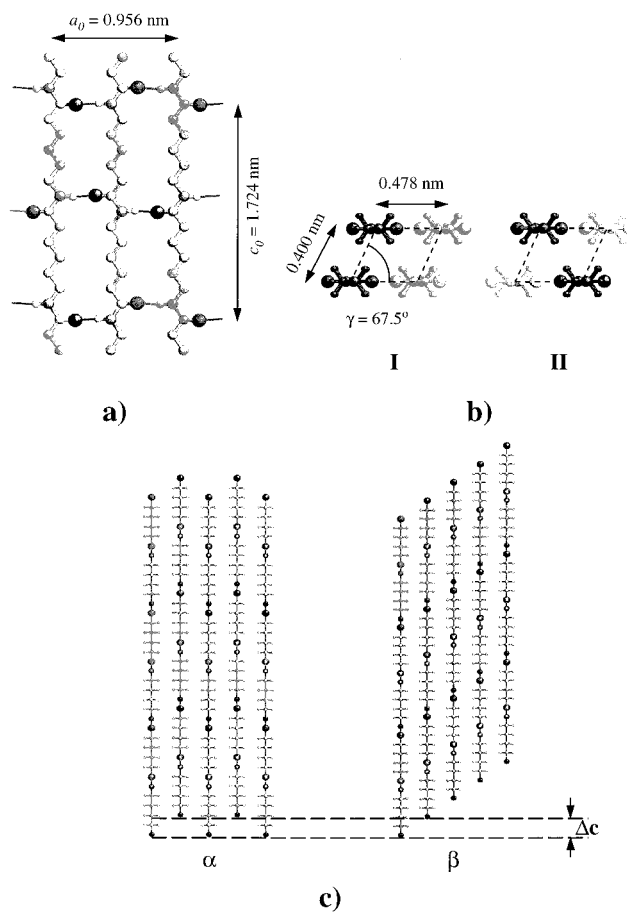 a₀ = 0.956 nm
c₀ = 1.724 nm
0.478 nm
0.400 nm
γ = 67.5°
I
II
a)
b)
Δc
α
β
c)